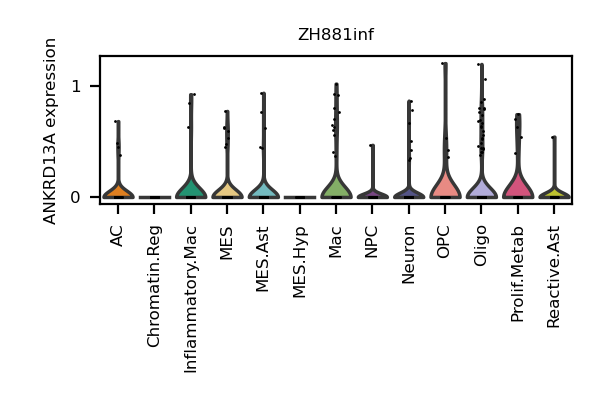 ZH881inf
ANKRD13A expression
1
0
AC
Chromatin.Reg
Inflammatory.Mac
MES
MES.Ast
MES.Hyp
Mac
NPC
Neuron
OPC
Oligo
Prolif.Metab
Reactive.Ast